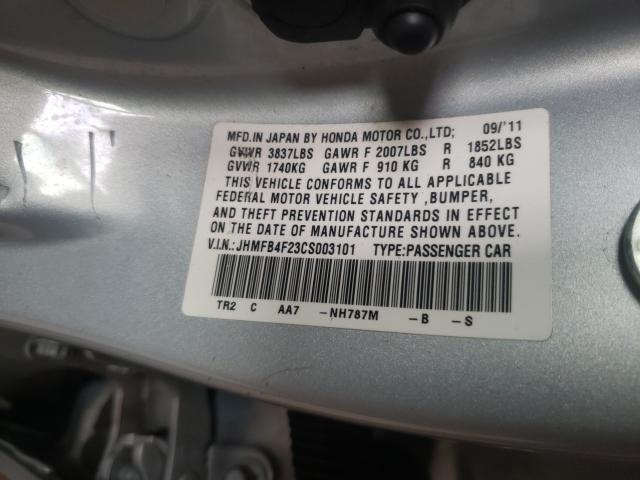 MFD.IN JAPAN BY HONDA MOTOR CO.,LTD; 09/'11
GVWR 3837LBS GAWR F 2007LBS R 1852LBS
GVWR 1740KG GAWR F 910 KG R 840 KG
THIS VEHICLE CONFORMS TO ALL APPLICABLE
FEDERAL MOTOR VEHICLE SAFETY ,BUMPER,
AND THEFT PREVENTION STANDARDS IN EFFECT
ON THE DATE OF MANUFACTURE SHOWN ABOVE.
V.I.N.:JHMFB4F23CS003101 TYPE:PASSENGER CAR
TR2 C AA7 -NH787M -B -S